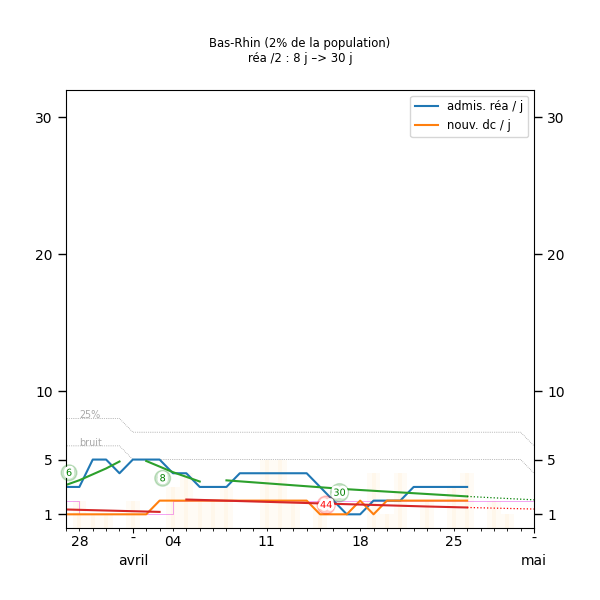 Bas-Rhin (2% de la population)
réa /2 : 8 j –> 30 j
admis. réa / j
nouv. dc / j
30 30
20 20
10 10
25%
bruit
5 5
6
8
30
44
1 1
28 - 04 11 18 25 -
avril mai